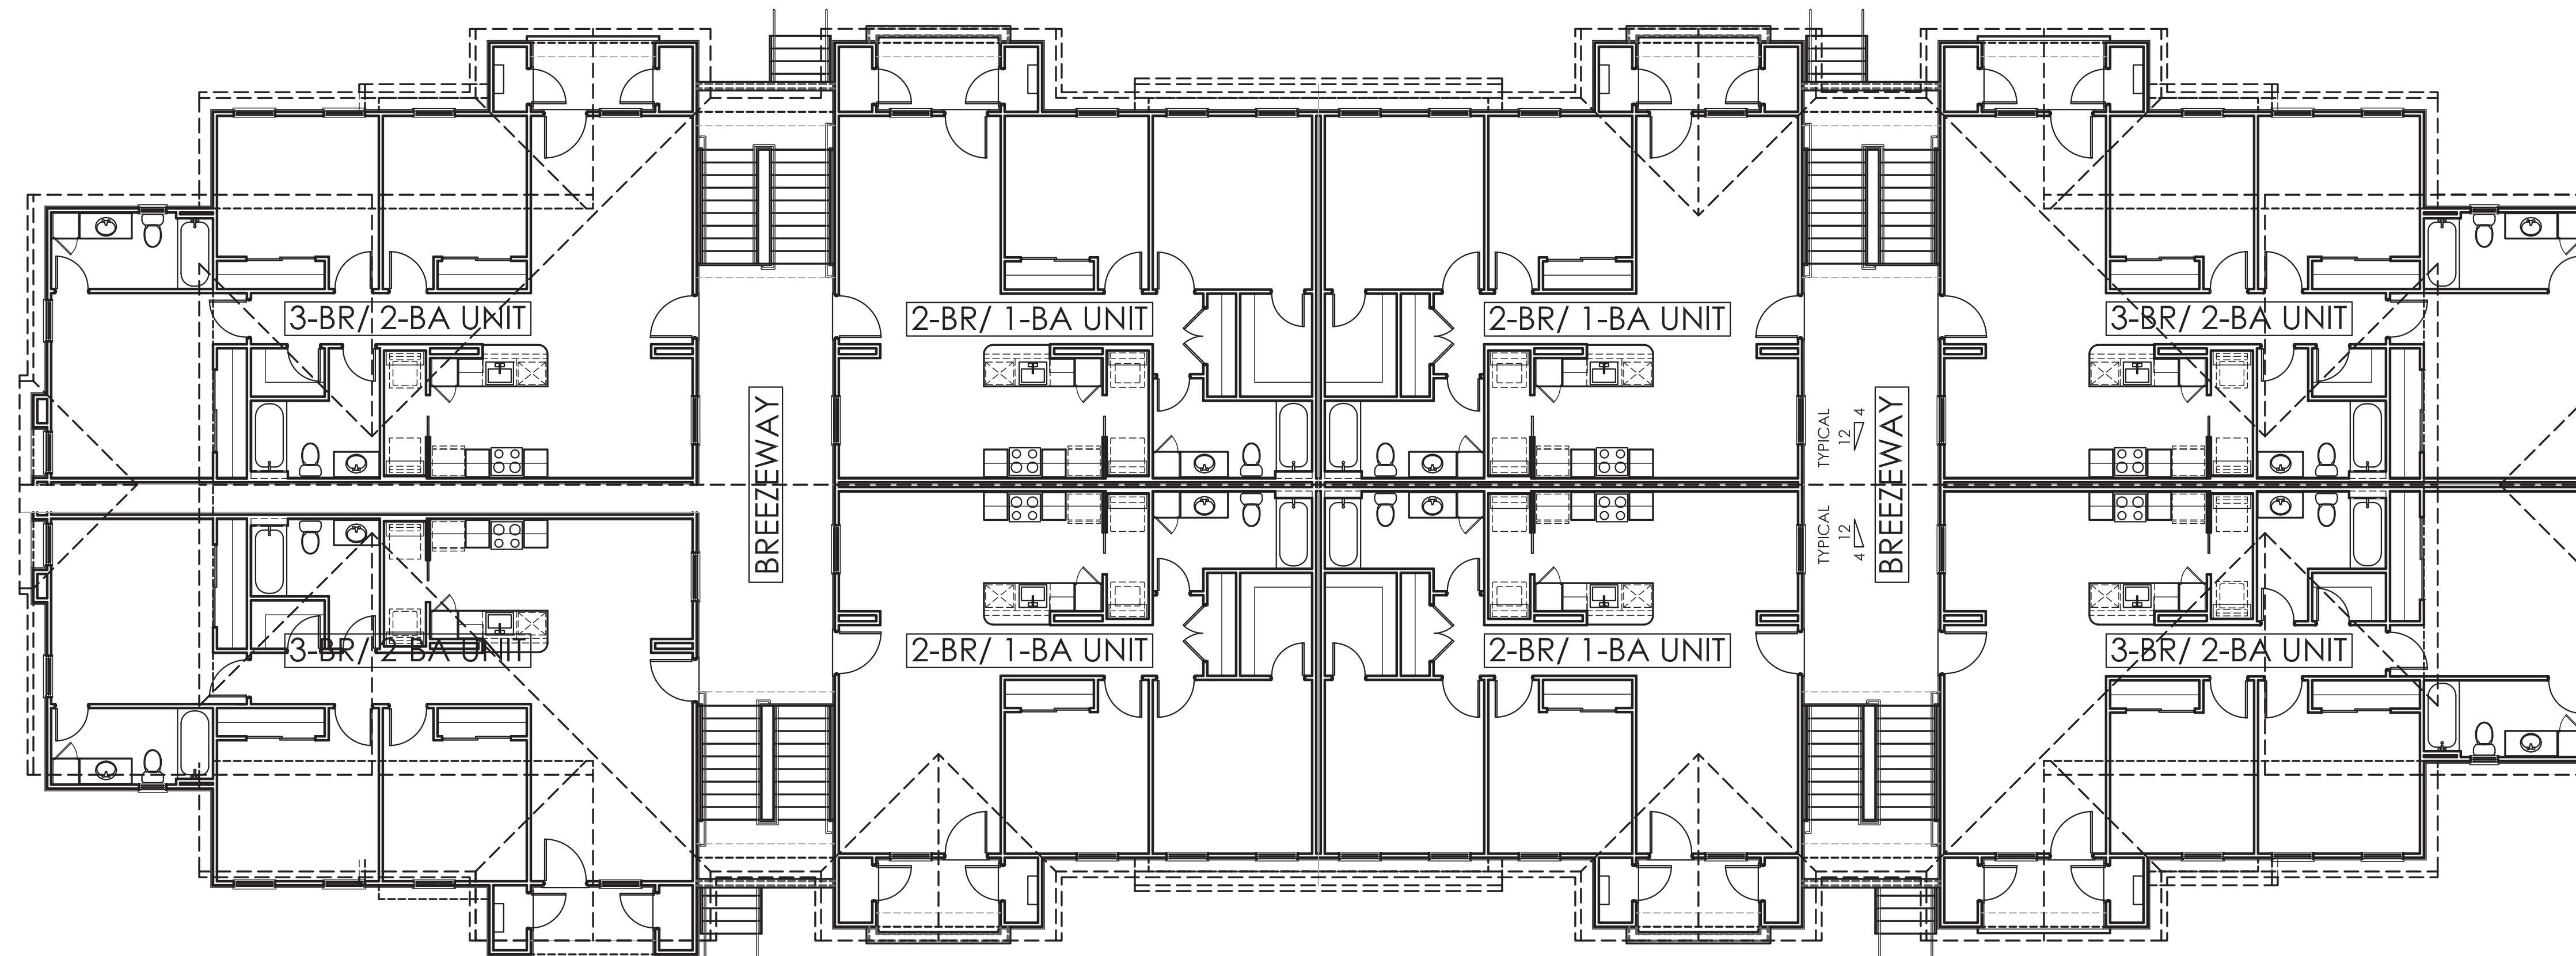 3-BR/ 2-BA UNIT
2-BR/ 1-BA UNIT
2-BR/ 1-BA UNIT
3-BR/ 2-BA UNIT
BREEZEWAY
TYPICAL
12
4
TYPICAL
12
4
BREEZEWAY
3-BR/ 2-BA UNIT
2-BR/ 1-BA UNIT
2-BR/ 1-BA UNIT
3-BR/ 2-BA UNIT